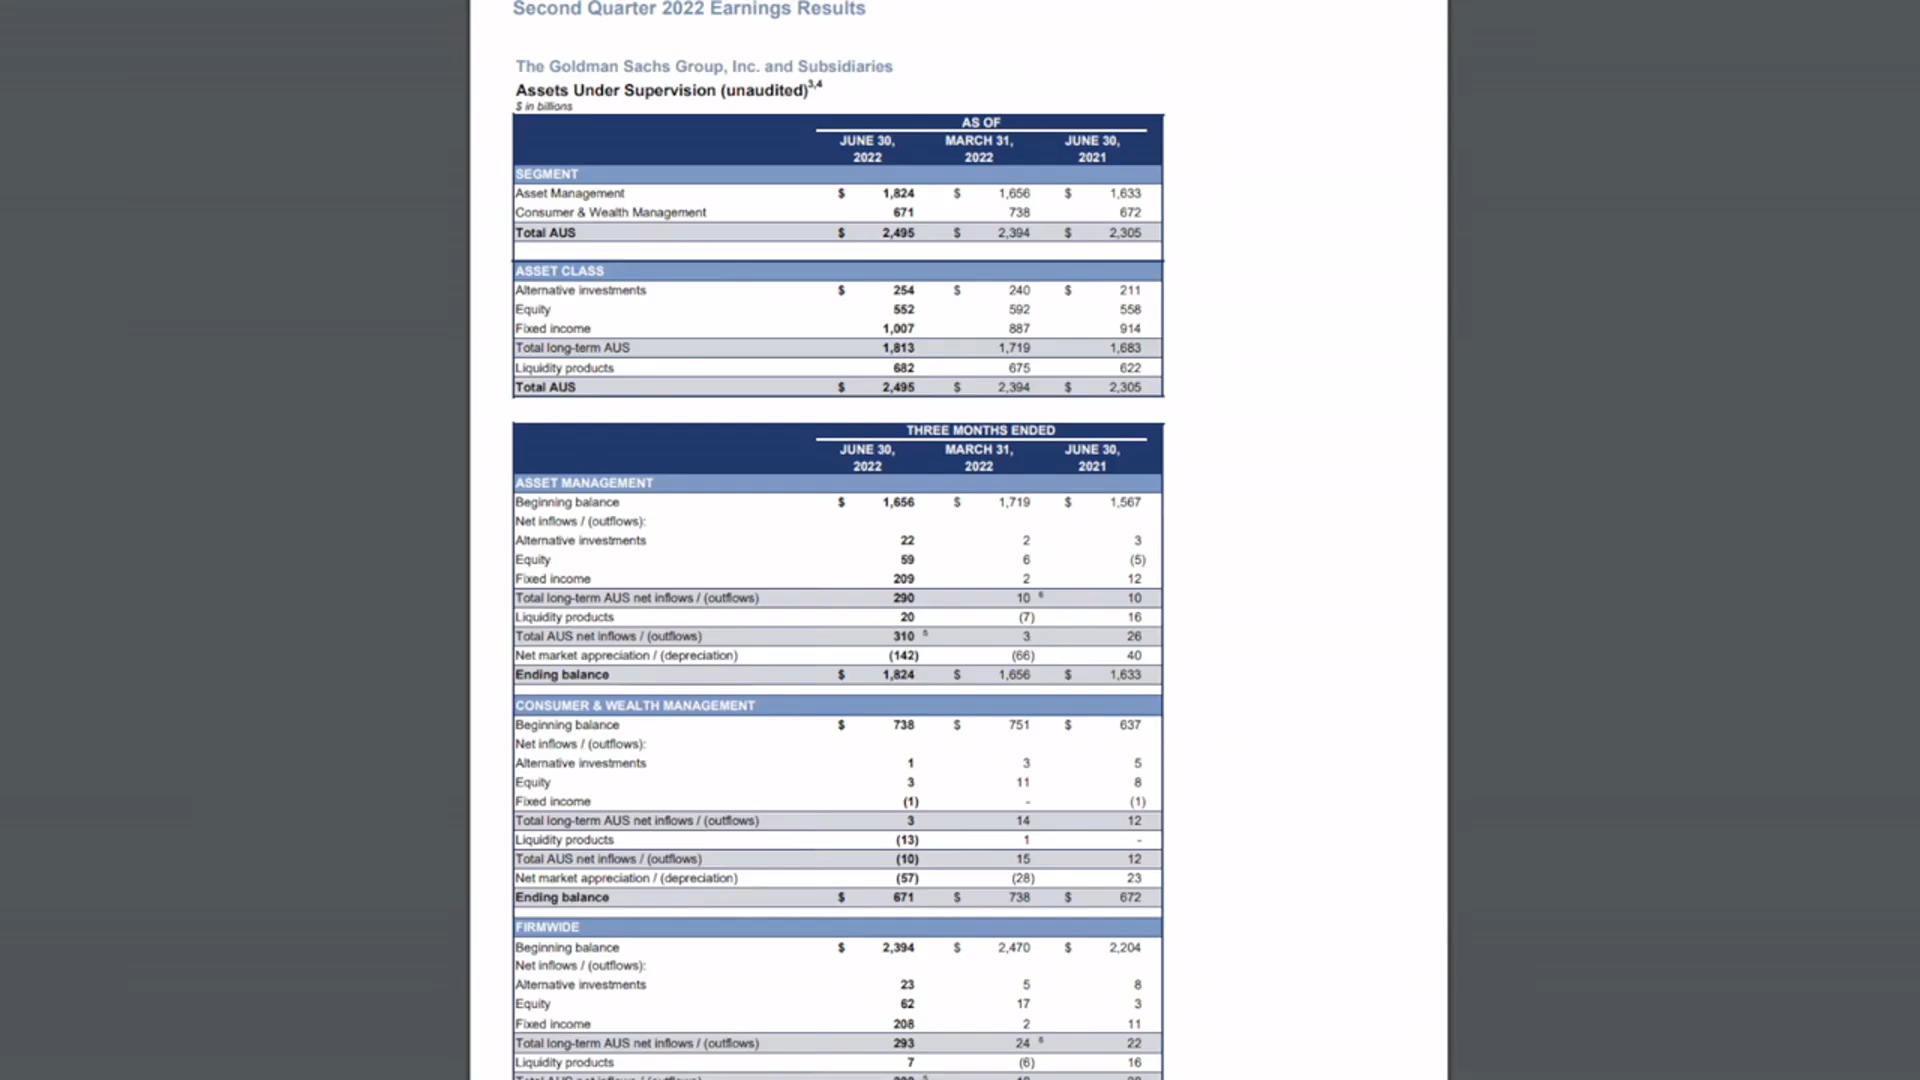 Second Quarter 2022 Earnings Results
The Goldman Sachs Group, Inc. and Subsidiaries
Assets Under Supervision (unaudited)3,4
$ in billions
AS OF
JUNE 30, MARCH 31, JUNE 30,
2022 2022 2021
SEGMENT
Asset Management $ 1,824 $ 1,656 $ 1,633
Consumer & Wealth Management 671 738 672
Total AUS $ 2,495 $ 2,394 $ 2,305
ASSET CLASS
Alternative investments $ 254 $ 240 $ 211
Equity 552 592 558
Fixed income 1,007 887 914
Total long-term AUS 1,813 1,719 1,683
Liquidity products 682 675 622
Total AUS $ 2,495 $ 2,394 $ 2,305
THREE MONTHS ENDED
JUNE 30, MARCH 31, JUNE 30,
2022 2022 2021
ASSET MANAGEMENT
Beginning balance $ 1,656 $ 1,719 $ 1,567
Net inflows / (outflows):
Alternative investments 22 2 3
Equity 59 6 (5)
Fixed income 209 2 12
Total long-term AUS net inflows / (outflows) 290 10 6 10
Liquidity products 20 (7) 16
Total AUS net inflows / (outflows) 310 5 3 26
Net market appreciation / (depreciation) (142) (66) 40
Ending balance $ 1,824 $ 1,656 $ 1,633
CONSUMER & WEALTH MANAGEMENT
Beginning balance $ 738 $ 751 $ 637
Net inflows / (outflows):
Alternative investments 1 3 5
Equity 3 11 8
Fixed income (1) - (1)
Total long-term AUS net inflows / (outflows) 3 14 12
Liquidity products (13) 1 -
Total AUS net inflows / (outflows) (10) 15 12
Net market appreciation / (depreciation) (57) (28) 23
Ending balance $ 671 $ 738 $ 672
FIRMWIDE
Beginning balance $ 2,394 $ 2,470 $ 2,204
Net inflows / (outflows):
Alternative investments 23 5 8
Equity 62 17 3
Fixed income 208 2 11
Total long-term AUS net inflows / (outflows) 293 24 6 22
Liquidity products 7 (6) 16